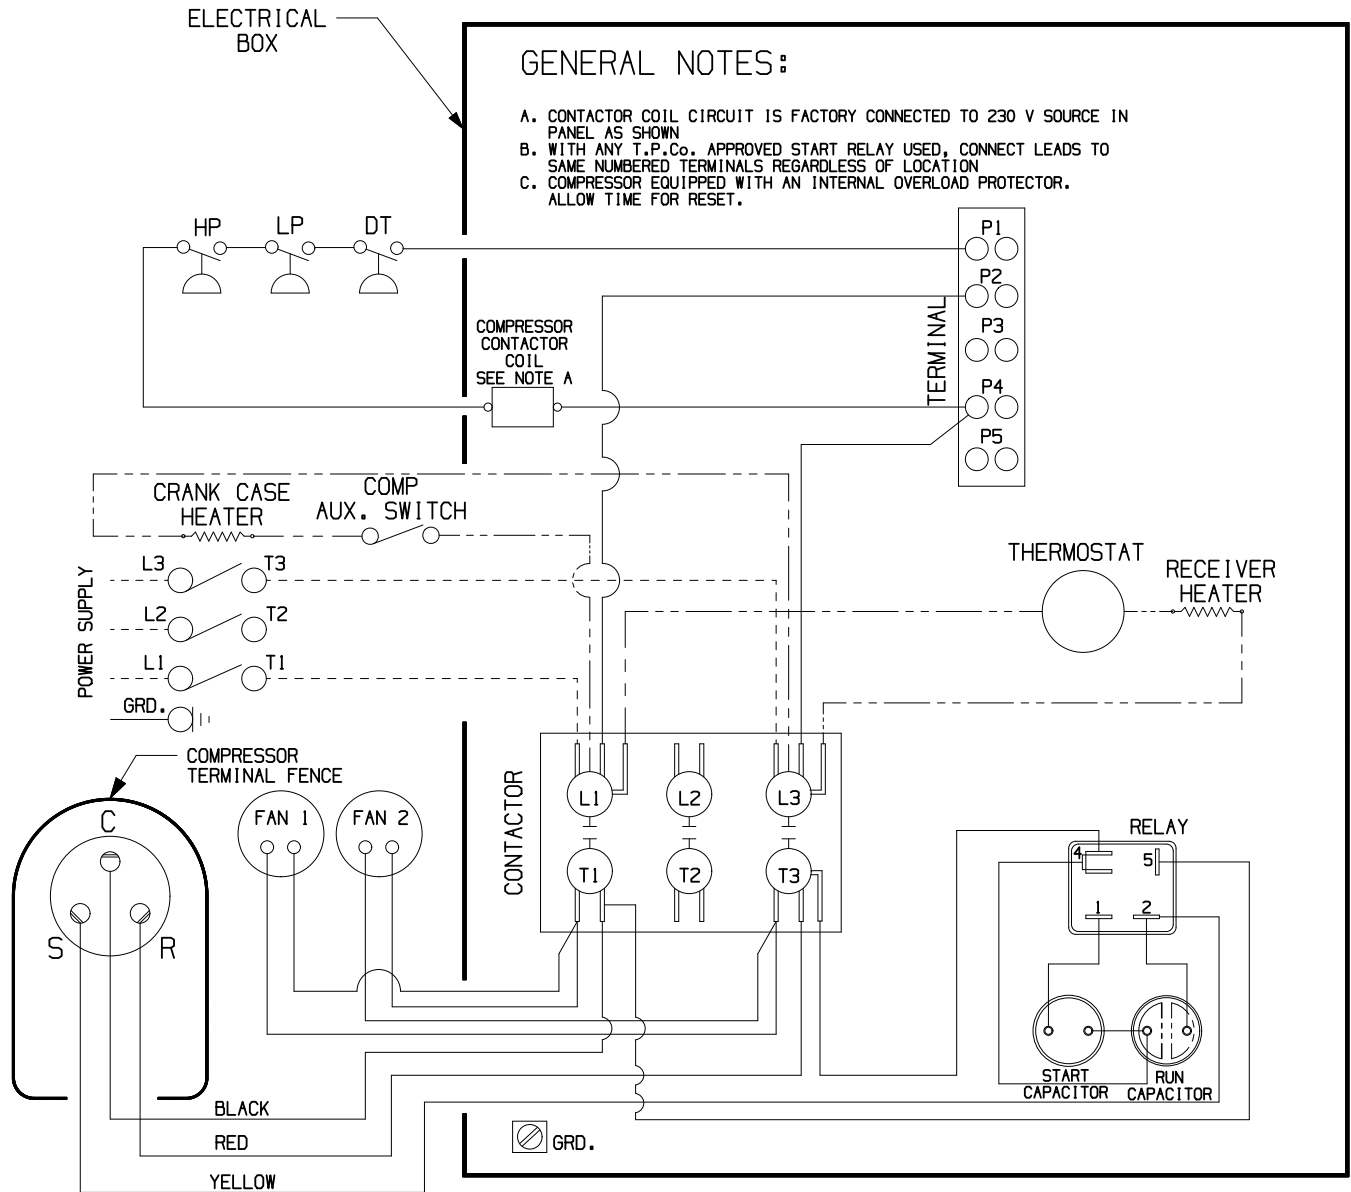 ELECTRICAL
BOX
GENERAL NOTES:
A. CONTACTOR COIL CIRCUIT IS FACTORY CONNECTED TO 230 V SOURCE IN
PANEL AS SHOWN
B. WITH ANY T.P.Co. APPROVED START RELAY USED, CONNECT LEADS TO
SAME NUMBERED TERMINALS REGARDLESS OF LOCATION
C. COMPRESSOR EQUIPPED WITH AN INTERNAL OVERLOAD PROTECTOR.
ALLOW TIME FOR RESET.
HP
LP
DT
P1
P2
P3
P4
P5
TERMINAL
COMPRESSOR
CONTACTOR
COIL
SEE NOTE A
CRANK CASE
HEATER
COMP
AUX. SWITCH
POWER SUPPLY
L3
T3
L2
T2
L1
T1
GRD.
THERMOSTAT
RECEIVER
HEATER
COMPRESSOR
TERMINAL FENCE
C
S
R
FAN 1
FAN 2
CONTACTOR
L1
L2
L3
T1
T2
T3
RELAY
4
5
1
2
START
CAPACITOR
RUN
CAPACITOR
BLACK
RED
YELLOW
GRD.